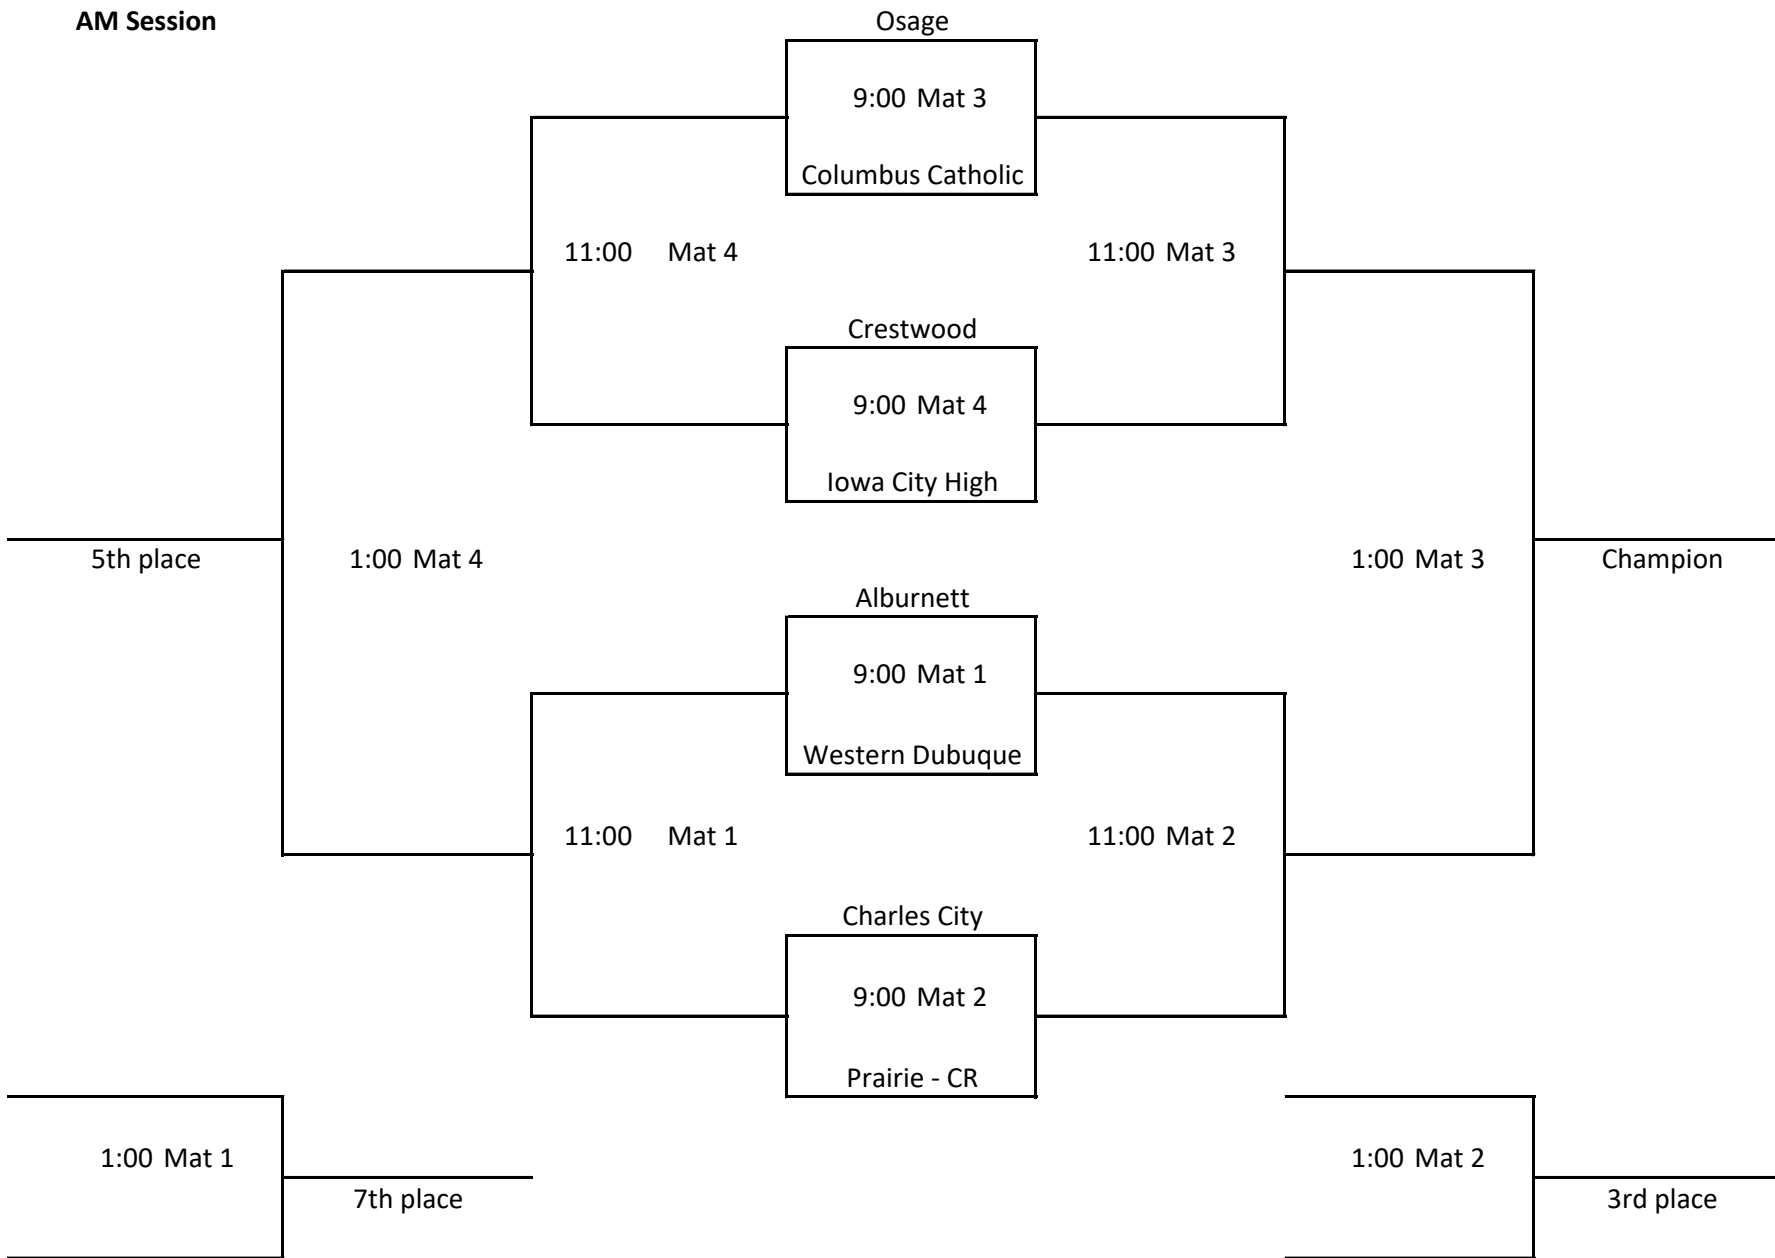 AM Session
Osage
9:00 Mat 3
Columbus Catholic
11:00 Mat 4
11:00 Mat 3
Crestwood
9:00 Mat 4
Iowa City High
5th place
1:00 Mat 4
1:00 Mat 3
Champion
Alburnett
9:00 Mat 1
Western Dubuque
11:00 Mat 1
11:00 Mat 2
Charles City
9:00 Mat 2
Prairie - CR
1:00 Mat 1
1:00 Mat 2
7th place
3rd place